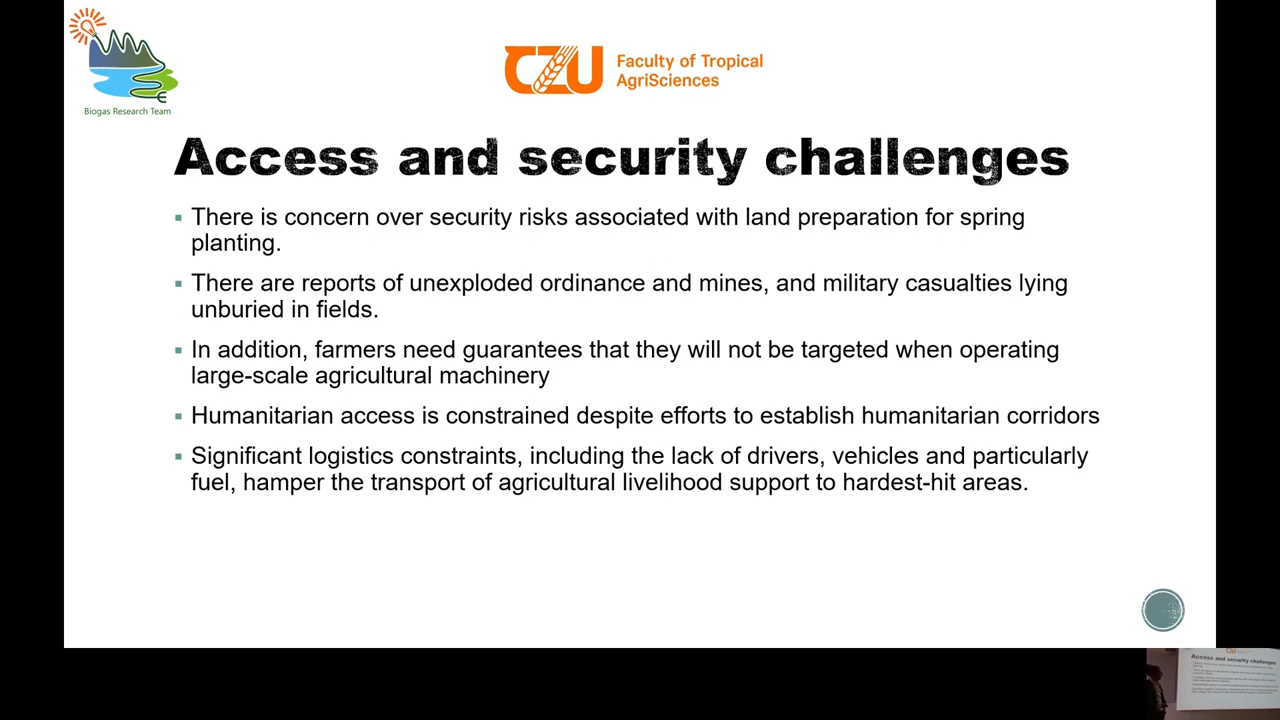 Biogas Research Team
CZU
Faculty of Tropical
AgriSciences
Access and security challenges
▪ There is concern over security risks associated with land preparation for spring
planting.
▪ There are reports of unexploded ordinance and mines, and military casualties lying
unburied in fields.
▪ In addition, farmers need guarantees that they will not be targeted when operating
large-scale agricultural machinery
▪ Humanitarian access is constrained despite efforts to establish humanitarian corridors
▪ Significant logistics constraints, including the lack of drivers, vehicles and particularly
fuel, hamper the transport of agricultural livelihood support to hardest-hit areas.
Access and security challenges